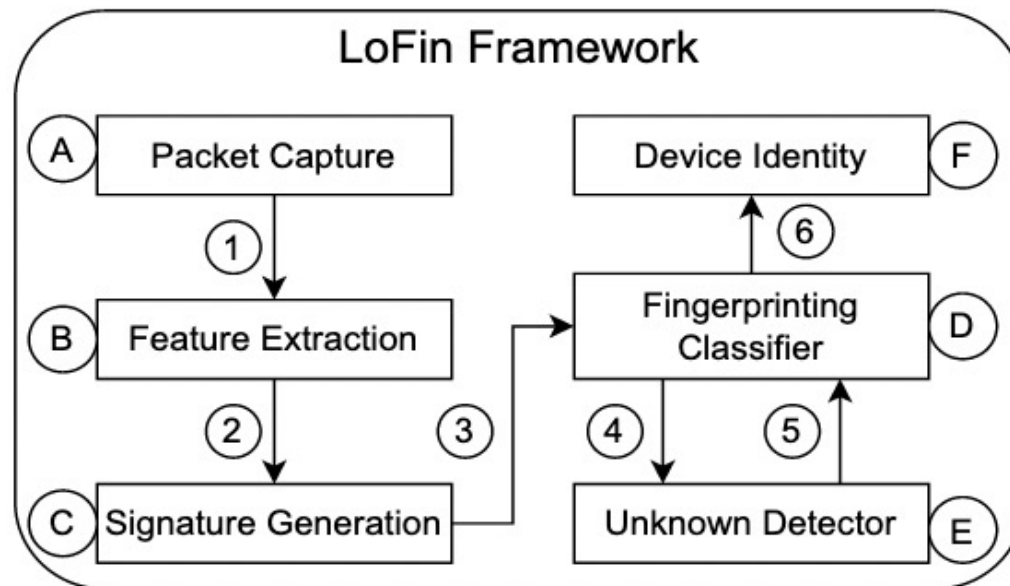 LoFin Framework
A
Packet Capture
1
B
Feature Extraction
2
C
Signature Generation
3
Device Identity
F
6
Fingerprinting
Classifier
D
4
5
Unknown Detector
E